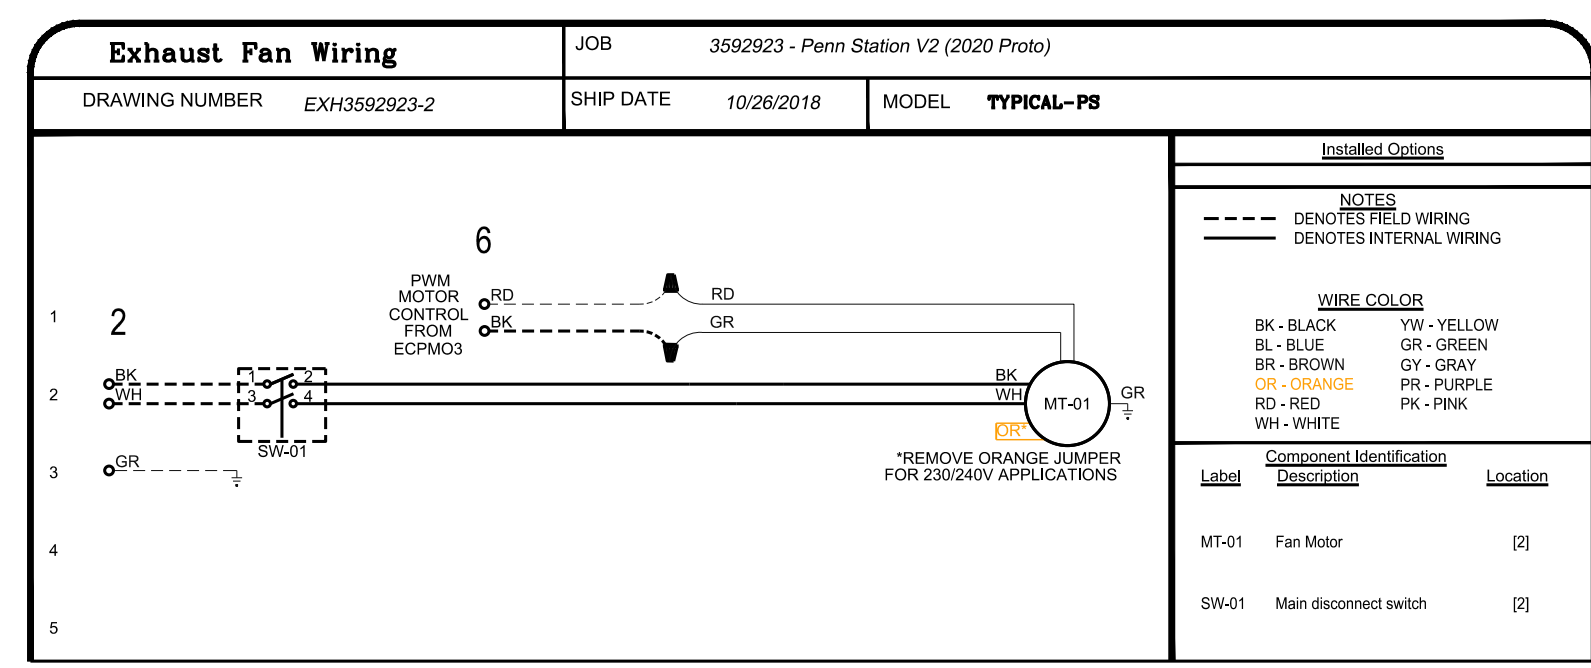 Exhaust Fan Wiring
JOB 3592923 - Penn Station V2 (2020 Proto)
DRAWING NUMBER EXH3592923-2
SHIP DATE 10/26/2018
MODEL TYPICAL-PS
Installed Options
NOTES
DENOTES FIELD WIRING
DENOTES INTERNAL WIRING
WIRE COLOR
BK - BLACK YW - YELLOW
BL - BLUE GR - GREEN
BR - BROWN GY - GRAY
OR - ORANGE PR - PURPLE
RD - RED PK - PINK
WH - WHITE
Component Identification
Label Description Location
MT-01 Fan Motor [2]
SW-01 Main disconnect switch [2]
6
PWM
MOTOR
CONTROL
FROM
ECPMO3
RD RD
BK GR
1
2
2
BK 1 2 BK
WH 3 4 WH
MT-01
GR
OR*
SW-01
*REMOVE ORANGE JUMPER
FOR 230/240V APPLICATIONS
3
GR
4
5